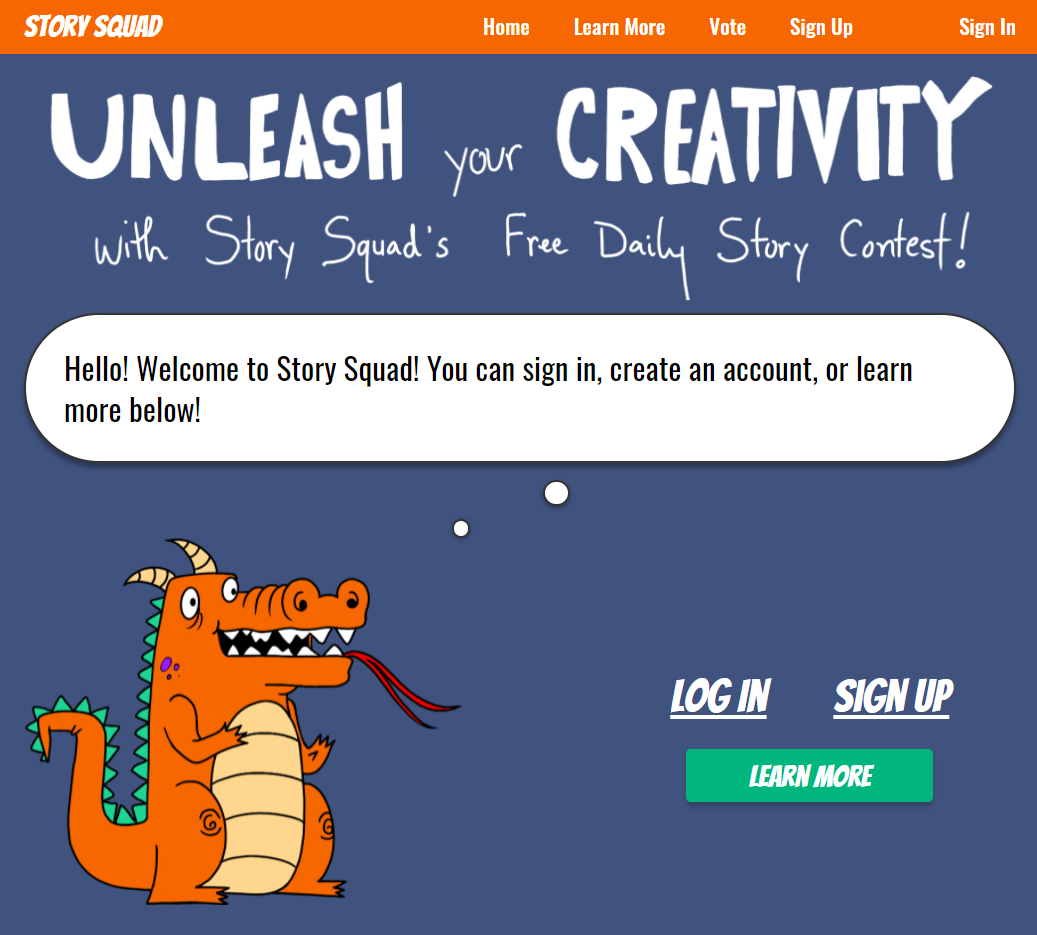 STORY SQUAD Home Learn More Vote Sign Up Sign In
UNLEASH your CREATIVITY
with Story Squad's Free Daily Story Contest!
Hello! Welcome to Story Squad! You can sign in, create an account, or learn
more below!
LOG IN SIGN UP
LEARN MORE